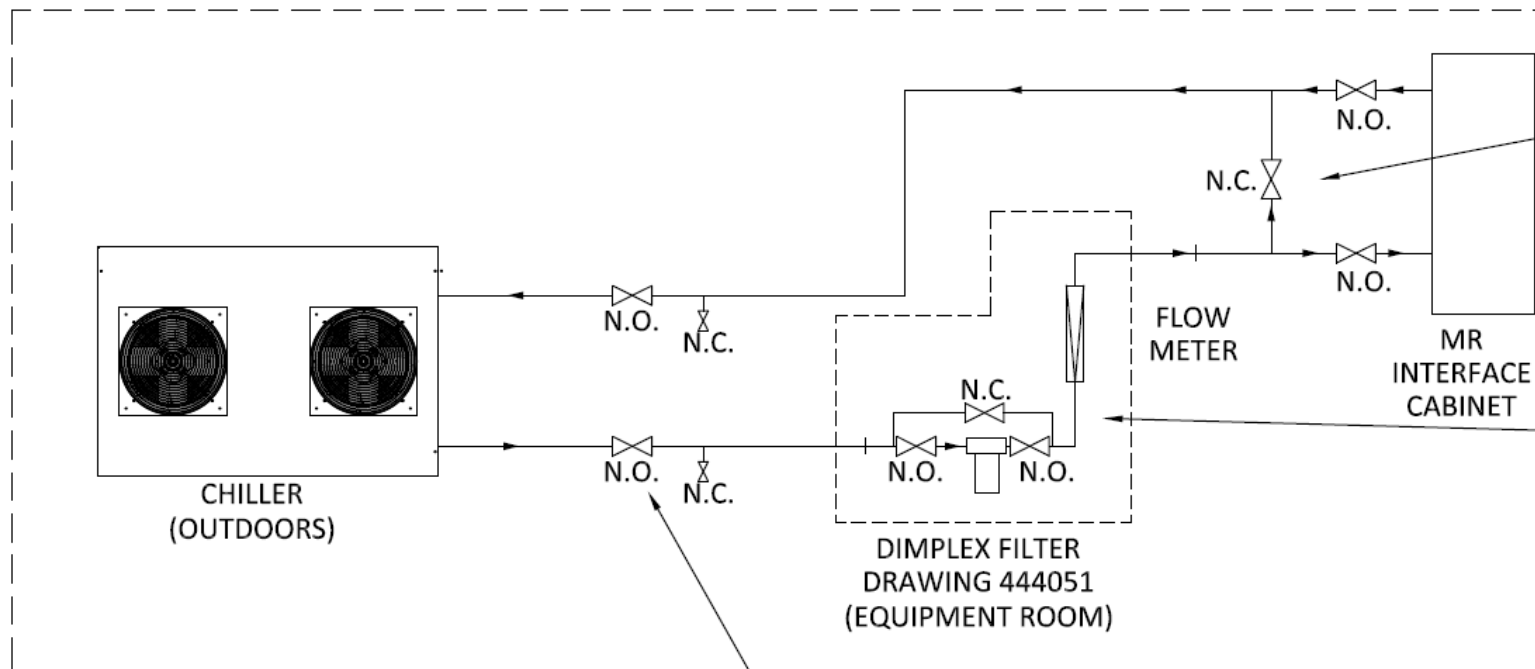 N.O.
N.C.
N.O.
N.O.
N.C.
FLOW
METER
MR
INTERFACE
CABINET
N.C.
N.O.
N.C.
N.O.
N.O.
CHILLER
(OUTDOORS)
DIMPLEX FILTER
DRAWING 444051
(EQUIPMENT ROOM)